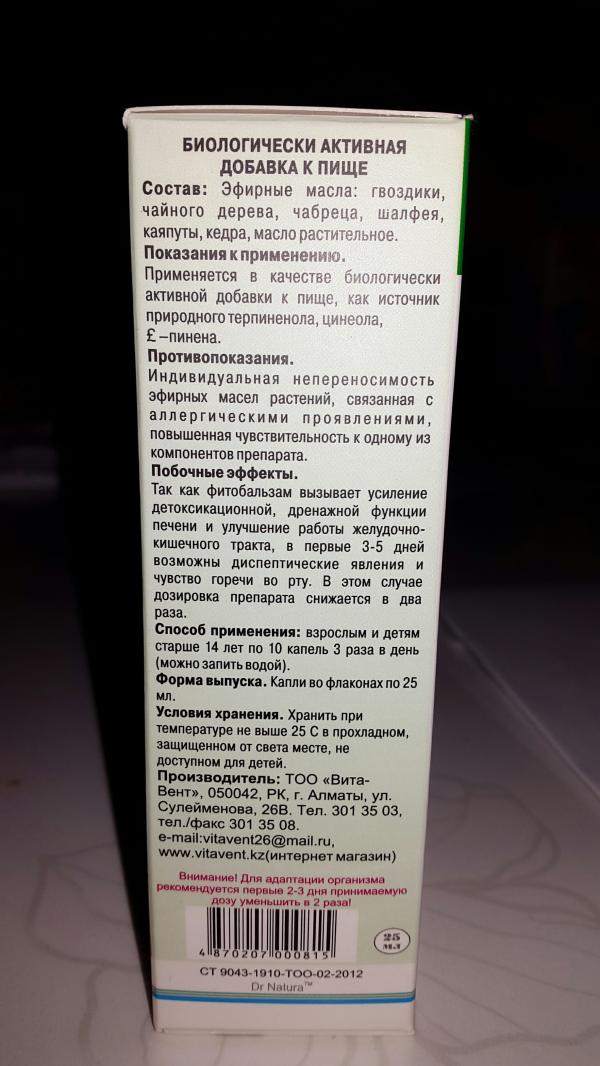 БИОЛОГИЧЕСКИ АКТИВНАЯ
ДОБАВКА К ПИЩЕ
Состав: Эфирные масла: гвоздики,
чайного дерева, чабреца, шалфея,
каяпуты, кедра, масло растительное.
Показания к применению.
Применяется в качестве биологически
активной добавки к пище, как источник
природного терпиненола, цинеола,
£ –пинена.
Противопоказания.
Индивидуальная непереносимость
эфирных масел растений, связанная с
аллергическими проявлениями,
повышенная чувствительность к одному из
компонентов препарата.
Побочные эффекты.
Так как фитобальзам вызывает усиление
детоксикационной, дренажной функции
печени и улучшение работы желудочно-
кишечного тракта, в первые 3-5 дней
возможны диспептические явления и
чувство горечи во рту. В этом случае
дозировка препарата снижается в два
раза.
Способ применения: взрослым и детям
старше 14 лет по 10 капель 3 раза в день
(можно запить водой).
Форма выпуска. Капли во флаконах по 25
мл.
Условия хранения. Хранить при
температуре не выше 25 С в прохладном,
защищенном от света месте, не
доступном для детей.
Производитель: ТОО «Вита-
Вент», 050042, РК, г. Алматы, ул.
Сулейменова, 26В. Тел. 301 35 03,
тел./факс 301 35 08.
e-mail:vitavent26@mail.ru,
www.vitavent.kz(интернет магазин)
Внимание! Для адаптации организма
рекомендуется первые 2-3 дня принимаемую
дозу уменьшить в 2 раза!
4 870207 000815
25
мл
СТ 9043-1910-ТОО-02-2012
Dr Natura™